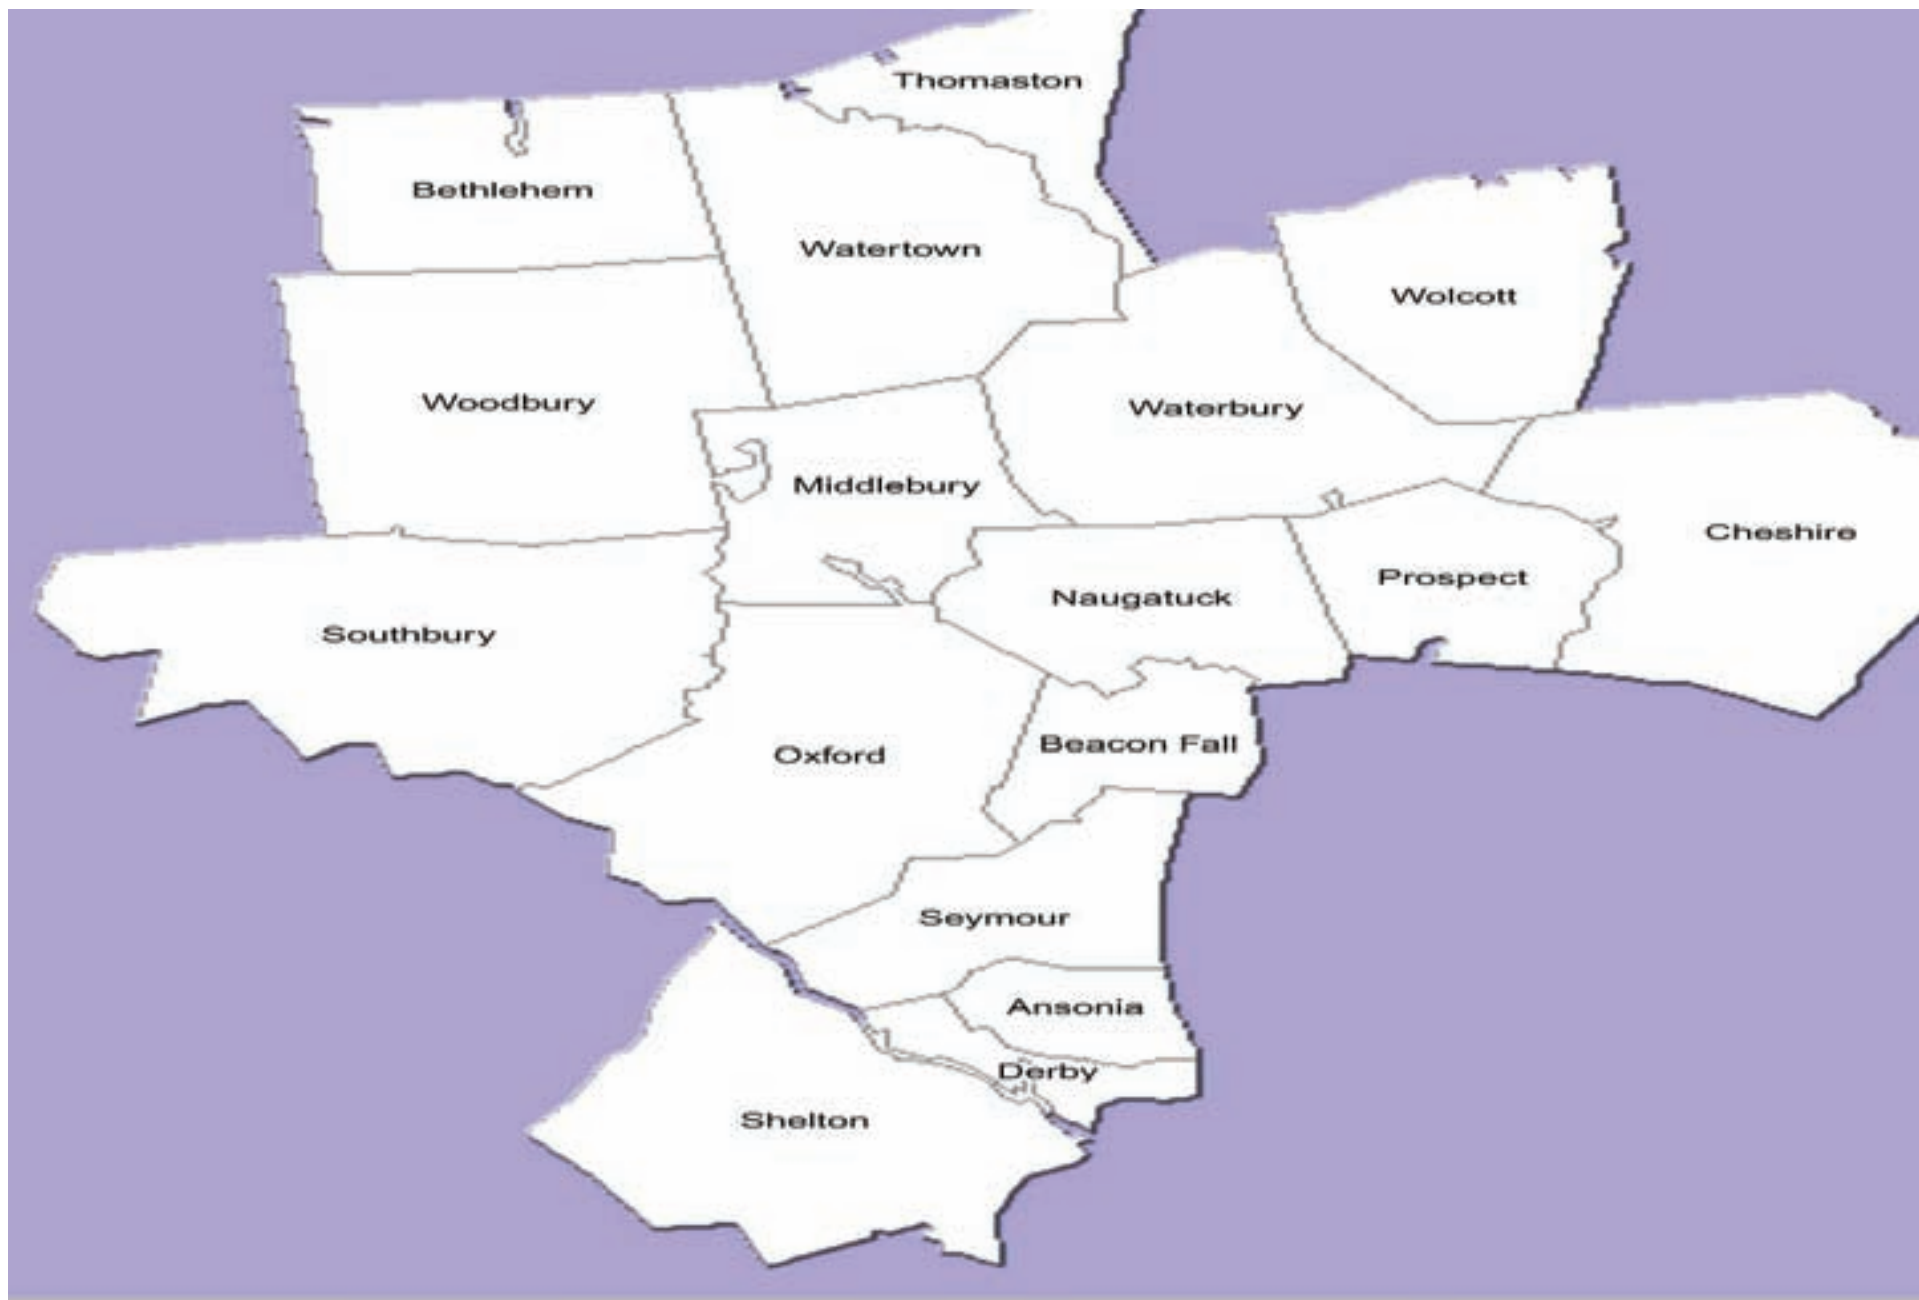 Thomaston
Bethlehem
Watertown
Wolcott
Woodbury
Waterbury
Middlebury
Cheshire
Prospect
Naugatuck
Southbury
Beacon Fall
Oxford
Seymour
Ansonia
Derby
Shelton